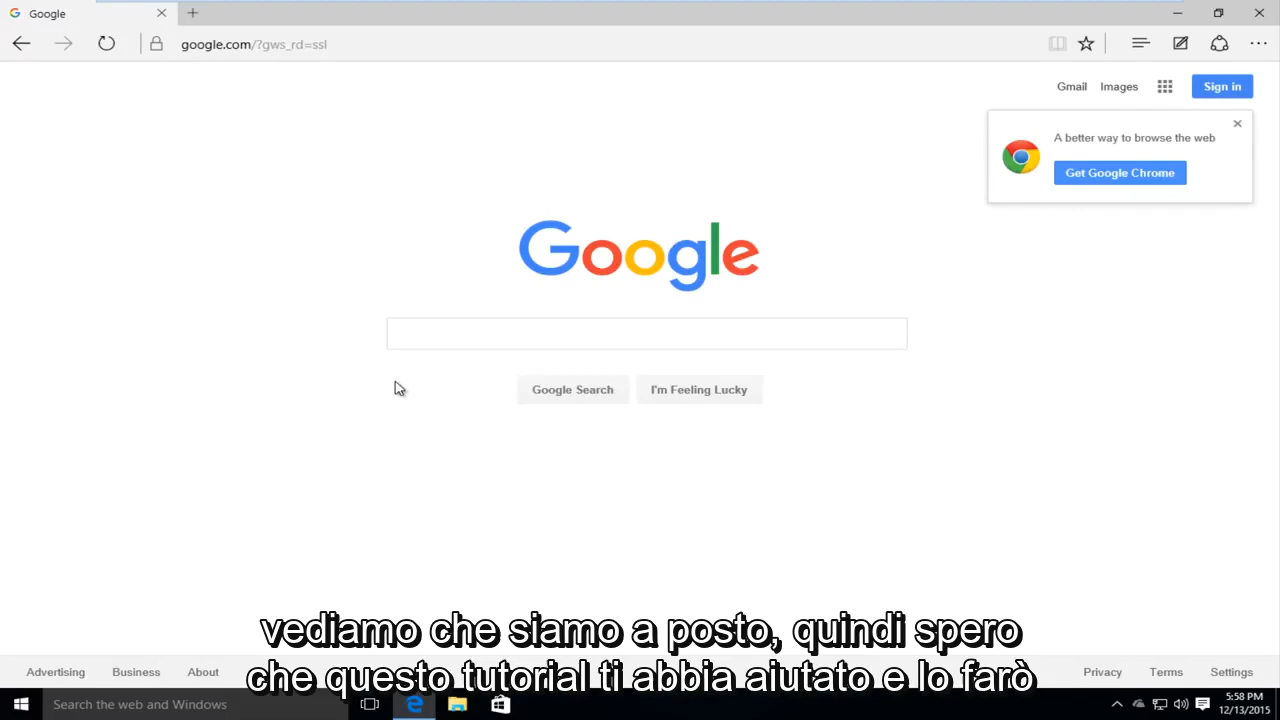 Google
google.com/?gws_rd=ssl
Gmail Images Sign in
A better way to browse the web
Get Google Chrome
Google
Google Search I'm Feeling Lucky
vediamo che siamo a posto, quindi spero
che questo tutorial ti abbia aiutato e lo farò
Advertising Business About Privacy Terms Settings
Search the web and Windows
5:58 PM
12/13/2015